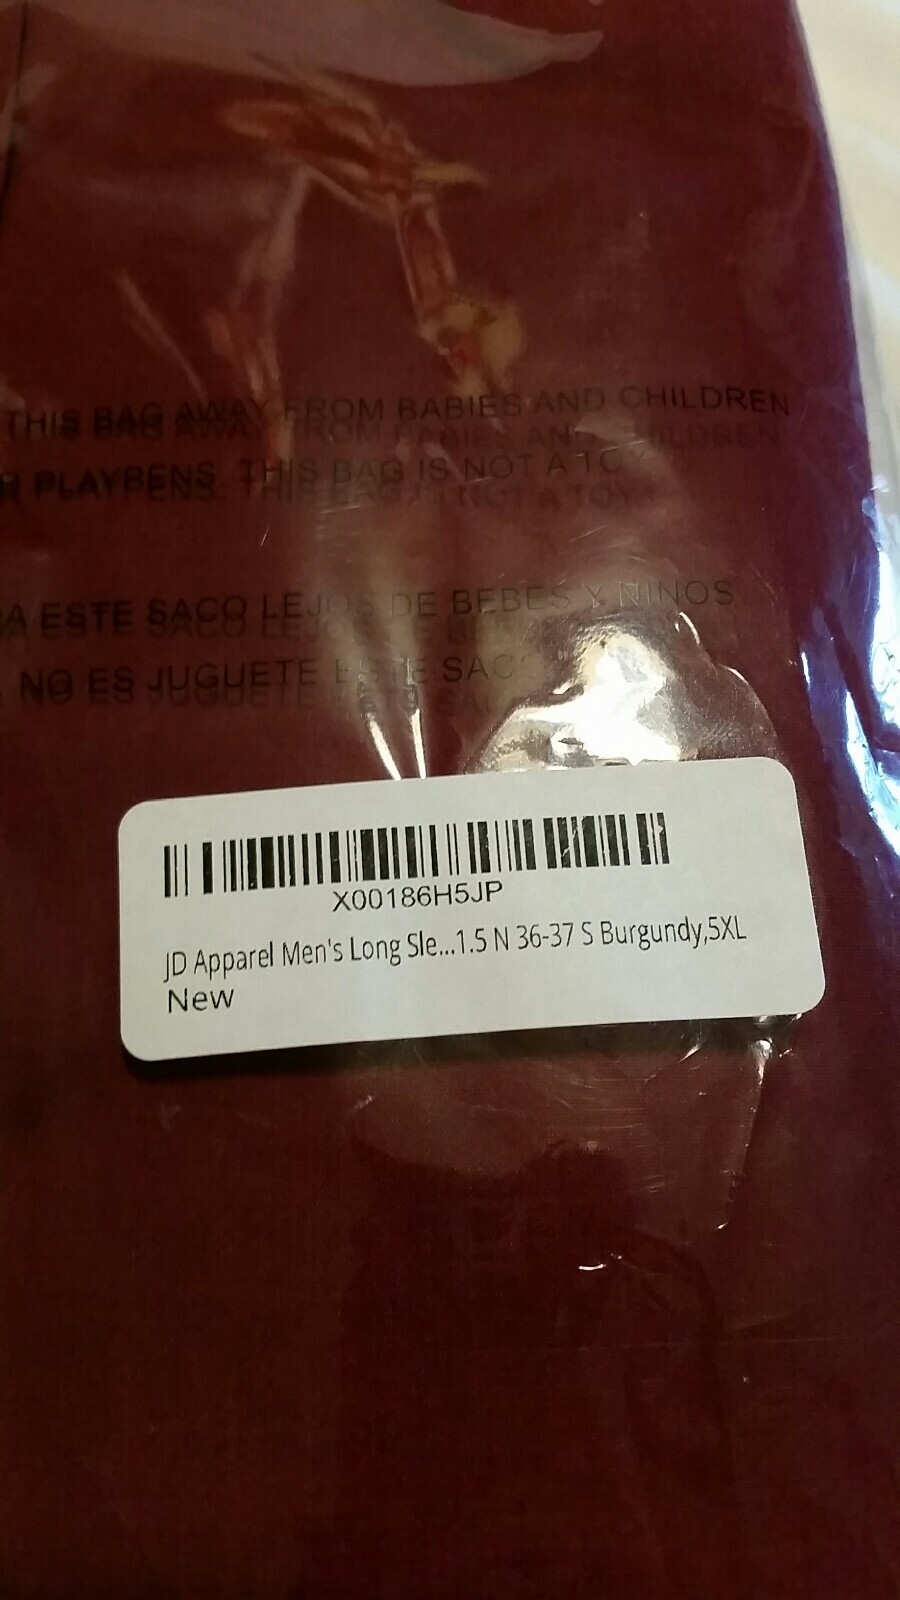 THIS BAG AWAY FROM BABIES AND CHILDREN
R PLAYPENS. THIS BAG IS NOT A TOY
DA ESTE SACO LEJOS DE BEBES Y NINOS
NO ES JUGUETE ESTE SACO
X00186H5JP
JD Apparel Men's Long Sle...1.5 N 36-37 S Burgundy,5XL
New